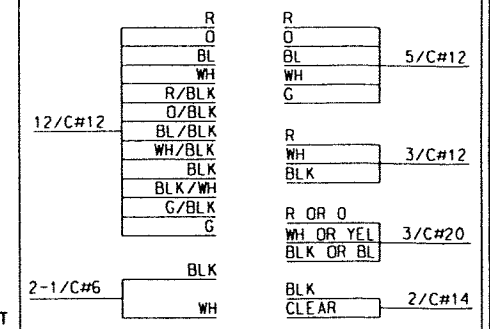 R
O
BL
WH
R/BLK
O/BLK
BL/BLK
WH/BLK
BLK
BLK/WH
G/BLK
G
12/C#12
BLK
WH
2-1/C#6
T
R
O
BL
WH
G
5/C#12
R
WH
BLK
3/C#12
R OR O
WH OR YEL
BLK OR BL
3/C#20
BLK
CLEAR
2/C#14